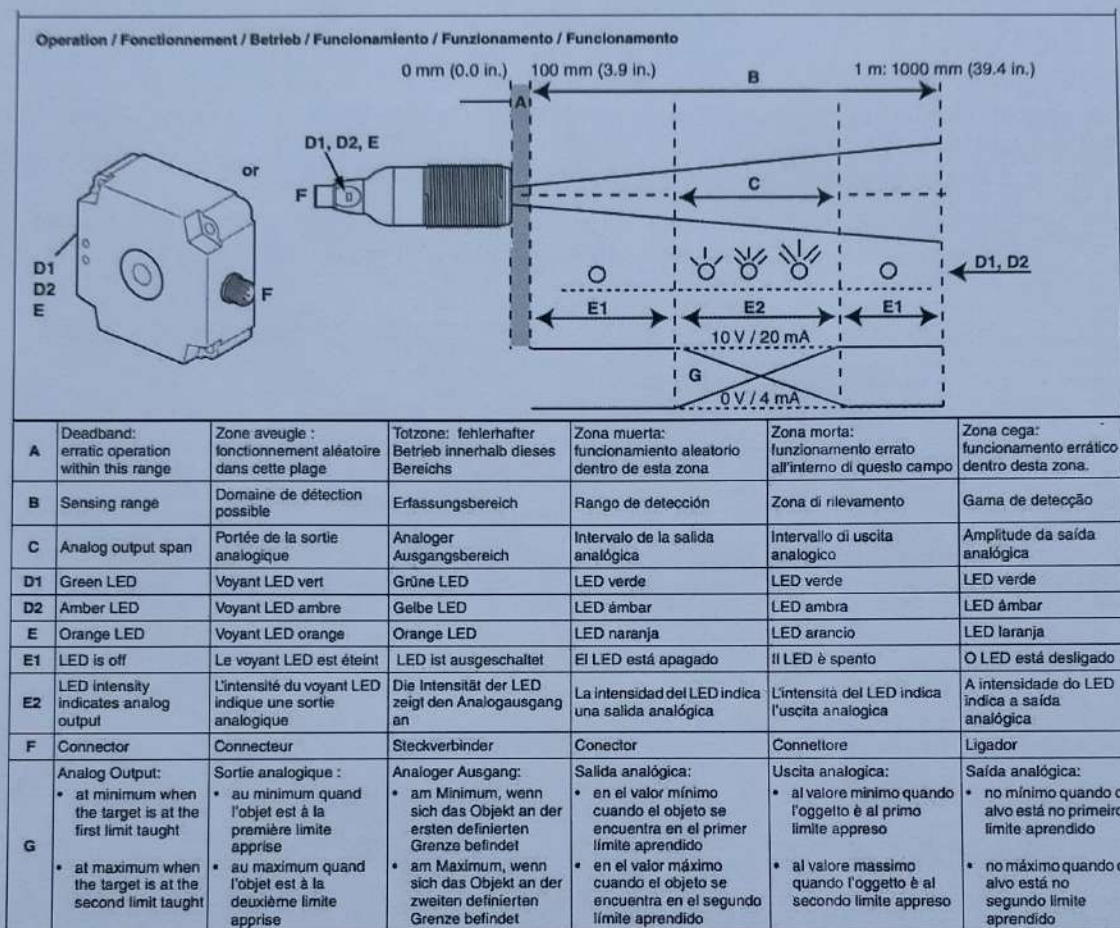 Operation / Fonctionnement / Betrieb / Funcionamiento / Funzionamento / Funcionamento
0 mm (0.0 in.) 100 mm (3.9 in.) B 1 m: 1000 mm (39.4 in.)
A
D1, D2, E
or
F
C
D1
D2
E
F
D1, D2
E1 E2 E1
10 V / 20 mA
G
0 V / 4 mA
A
Deadband:
erratic operation
within this range
Zone aveugle :
fonctionnement aléatoire
dans cette plage
Totzone: fehlerhafter
Betrieb innerhalb dieses
Bereichs
Zona muerta:
funcionamiento aleatorio
dentro de esta zona
Zona morta:
funzionamento errato
all'interno di questo campo
Zona cega:
funcionamento errático
dentro desta zona.
B
Sensing range
Domaine de détection
possible
Erfassungsbereich
Rango de detección
Zona di rilevamento
Gama de detecção
C
Analog output span
Portée de la sortie
analogique
Analoger
Ausgangsbereich
Intervalo de la salida
analógica
Intervallo di uscita
analogico
Amplitude da saída
analógica
D1
Green LED
Voyant LED vert
Grüne LED
LED verde
LED verde
LED verde
D2
Amber LED
Voyant LED ambre
Gelbe LED
LED ámbar
LED ambra
LED âmbar
E
Orange LED
Voyant LED orange
Orange LED
LED naranja
LED arancio
LED laranja
E1
LED is off
Le voyant LED est éteint
LED ist ausgeschaltet
El LED está apagado
Il LED è spento
O LED está desligado
E2
LED intensity
indicates analog
output
L'intensité du voyant LED
indique une sortie
analogique
Die Intensität der LED
zeigt den Analogausgang
an
La intensidad del LED indica
una salida analógica
L'intensità del LED indica
l'uscita analogica
A intensidade do LED
indica a saída
analógica
F
Connector
Connecteur
Steckverbinder
Conector
Connettore
Ligador
G
Analog Output:
• at minimum when
the target is at the
first limit taught
• at maximum when
the target is at the
second limit taught
Sortie analogique :
• au minimum quand
l'objet est à la
première limite
apprise
• au maximum quand
l'objet est à la
deuxième limite
apprise
Analoger Ausgang:
• am Minimum, wenn
sich das Objekt an der
ersten definierten
Grenze befindet
• am Maximum, wenn
sich das Objekt an der
zweiten definierten
Grenze befindet
Salida analógica:
• en el valor mínimo
cuando el objeto se
encuentra en el primer
límite aprendido
• en el valor máximo
cuando el objeto se
encuentra en el segundo
límite aprendido
Uscita analogica:
• al valore minimo quando
l'oggetto è al primo
limite appreso
• al valore massimo
quando l'oggetto è al
secondo limite appreso
Saída analógica:
• no mínimo quando
alvo está no primeiro
limite aprendido
• no máximo quando
alvo está no
segundo limite
aprendido